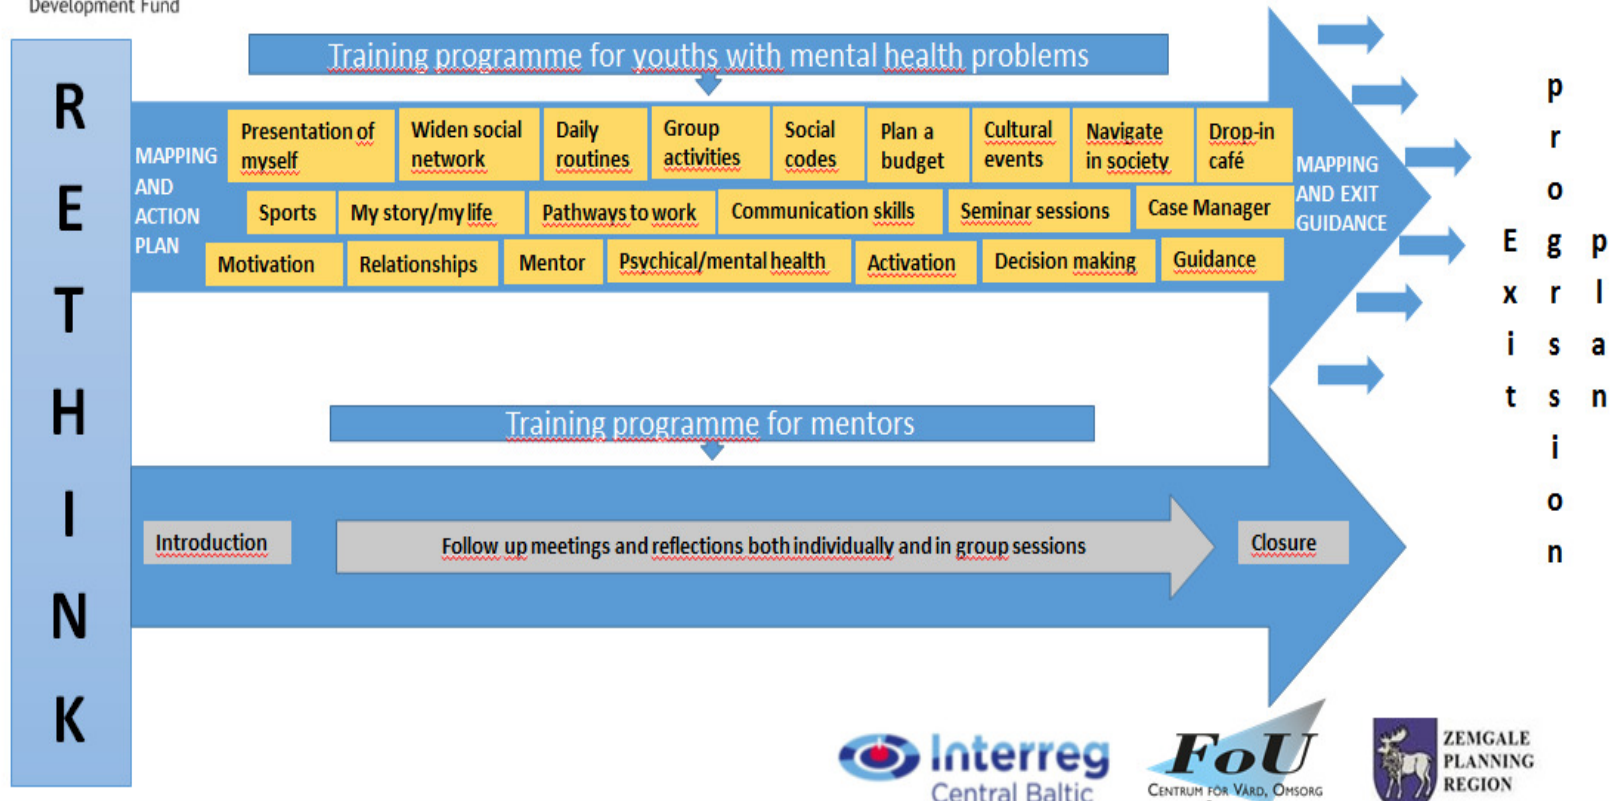 Development Fund
RETHINK
Training programme for youths with mental health problems
MAPPING
AND
ACTION
PLAN
Presentation of
myself
Widen social
network
Daily
routines
Group
activities
Social
codes
Plan a
budget
Cultural
events
Navigate
in society
Drop-in
café
Sports
My story/my life
Pathways to work
Communication skills
Seminar sessions
Case Manager
Motivation
Relationships
Mentor
Psychical/mental health
Activation
Decision making
Guidance
MAPPING
AND EXIT
GUIDANCE
Exit
progrssion
plan
Training programme for mentors
Introduction
Follow up meetings and reflections both individually and in group sessions
Closure
Interreg
Central Baltic
FoU
CENTRUM FÖR VÅRD, OMSORG
ZEMGALE
PLANNING
REGION